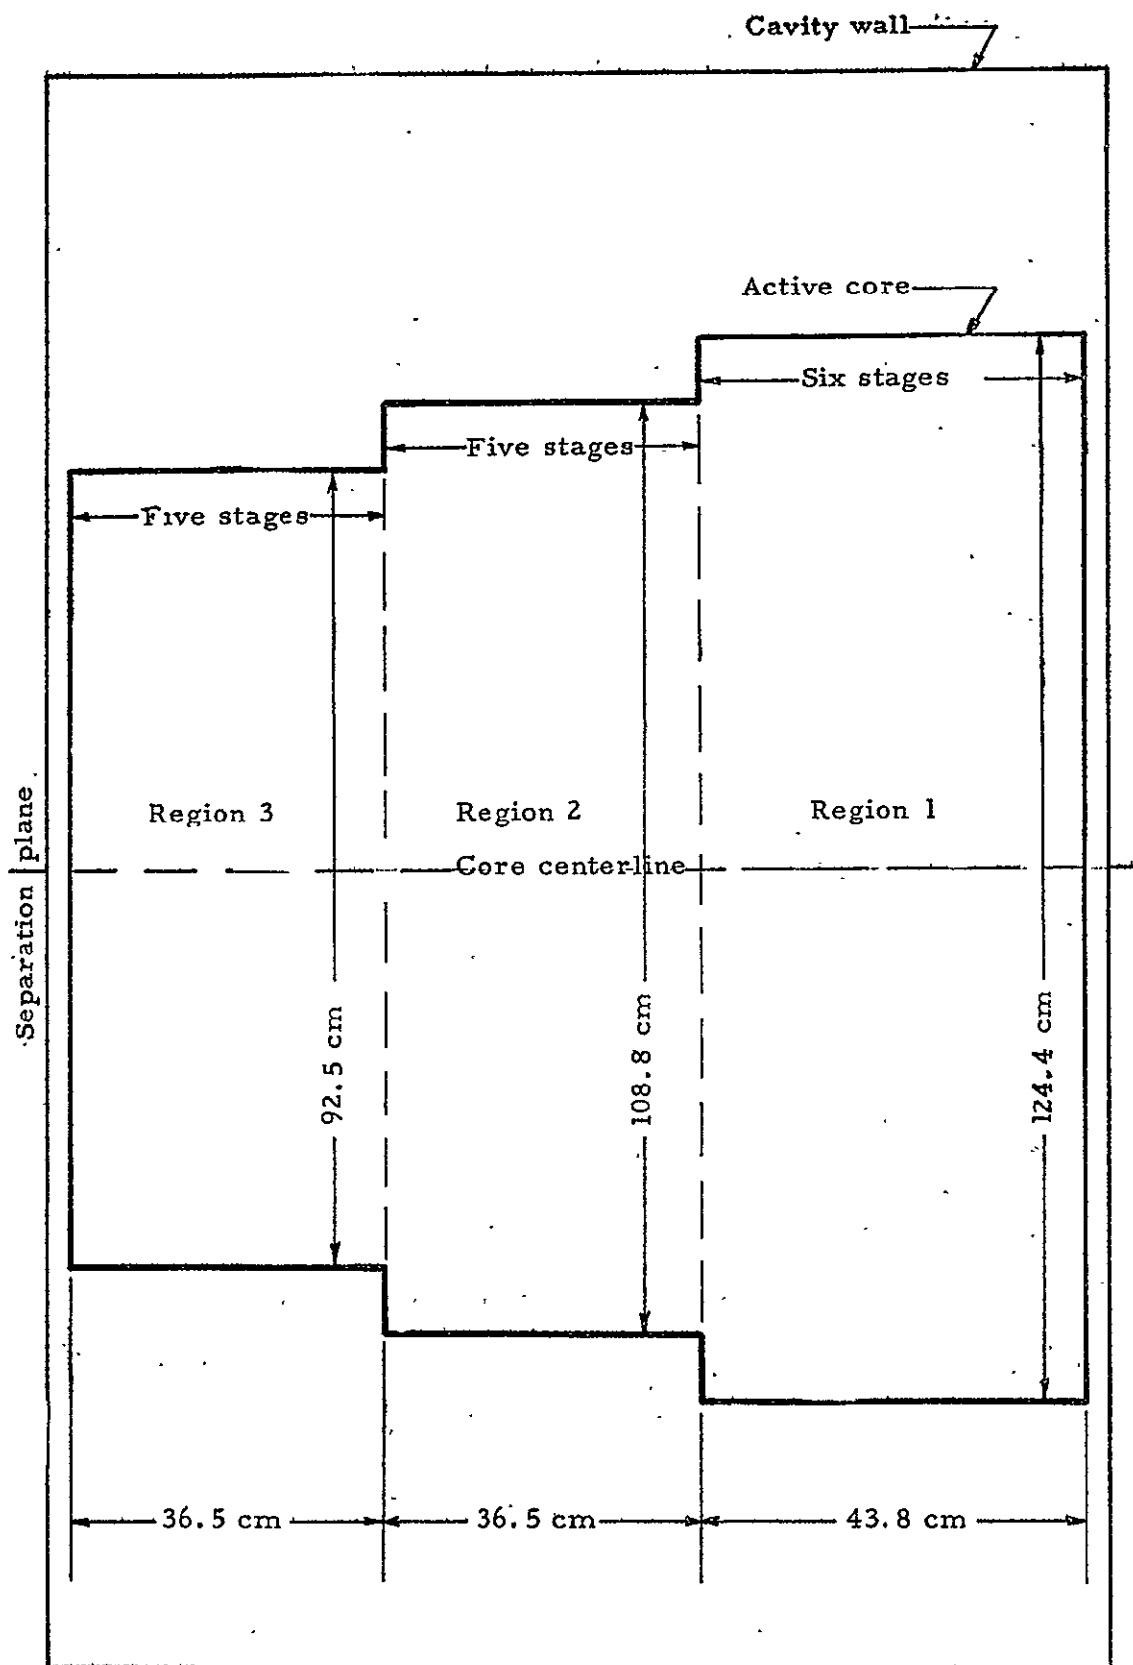 Cavity wall
Active core
Six stages
Five stages
Five stages
Region 3
Region 2
Region 1
Core centerline
Separation plane
92.5 cm
108.8 cm
124.4 cm
36.5 cm
36.5 cm
43.8 cm